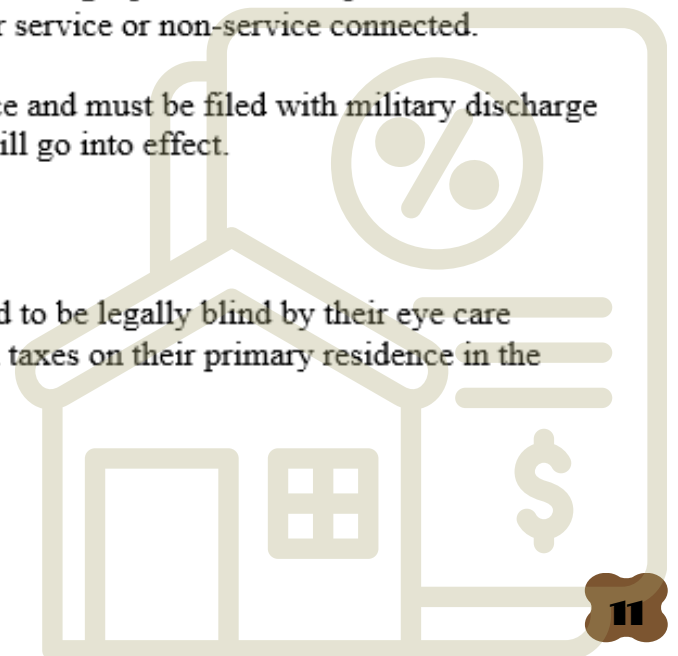 r service or non-service connected.
ce and must be filed with military discharge
ill go into effect.
d to be legally blind by their eye care
taxes on their primary residence in the
$
11